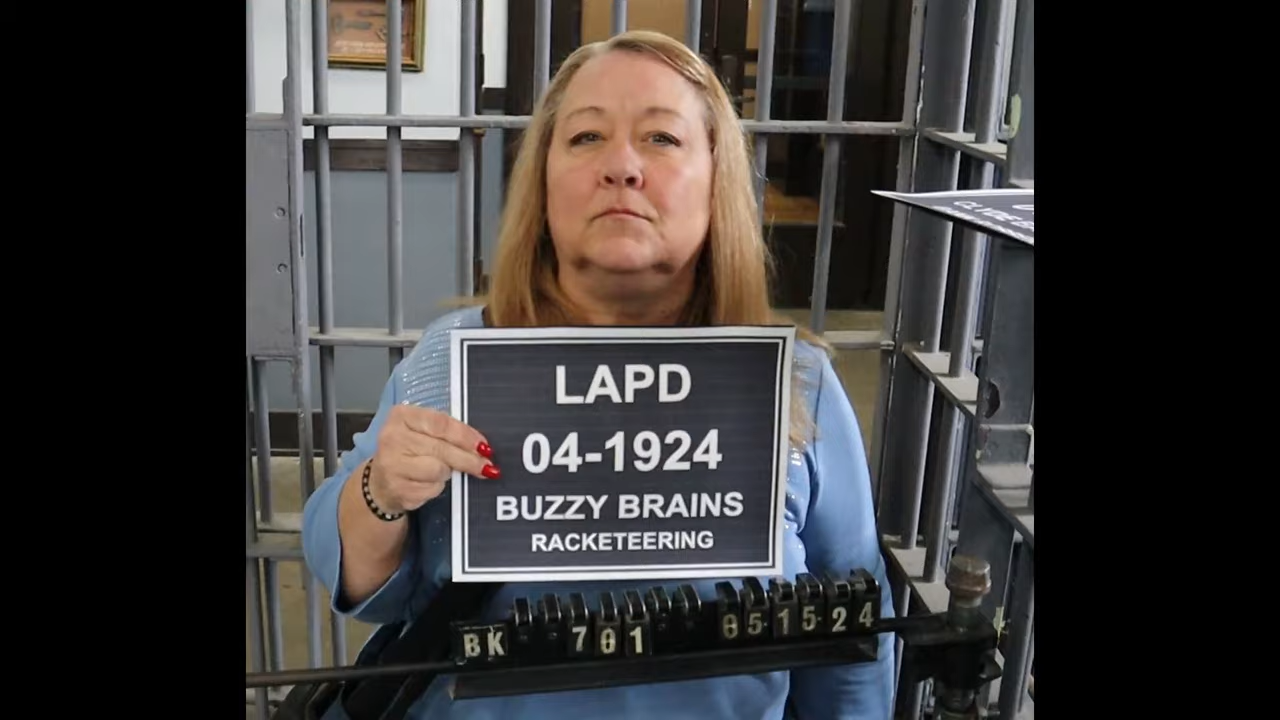 LAPD
04-1924
BUZZY BRAINS
RACKETEERING
BK 701 051524